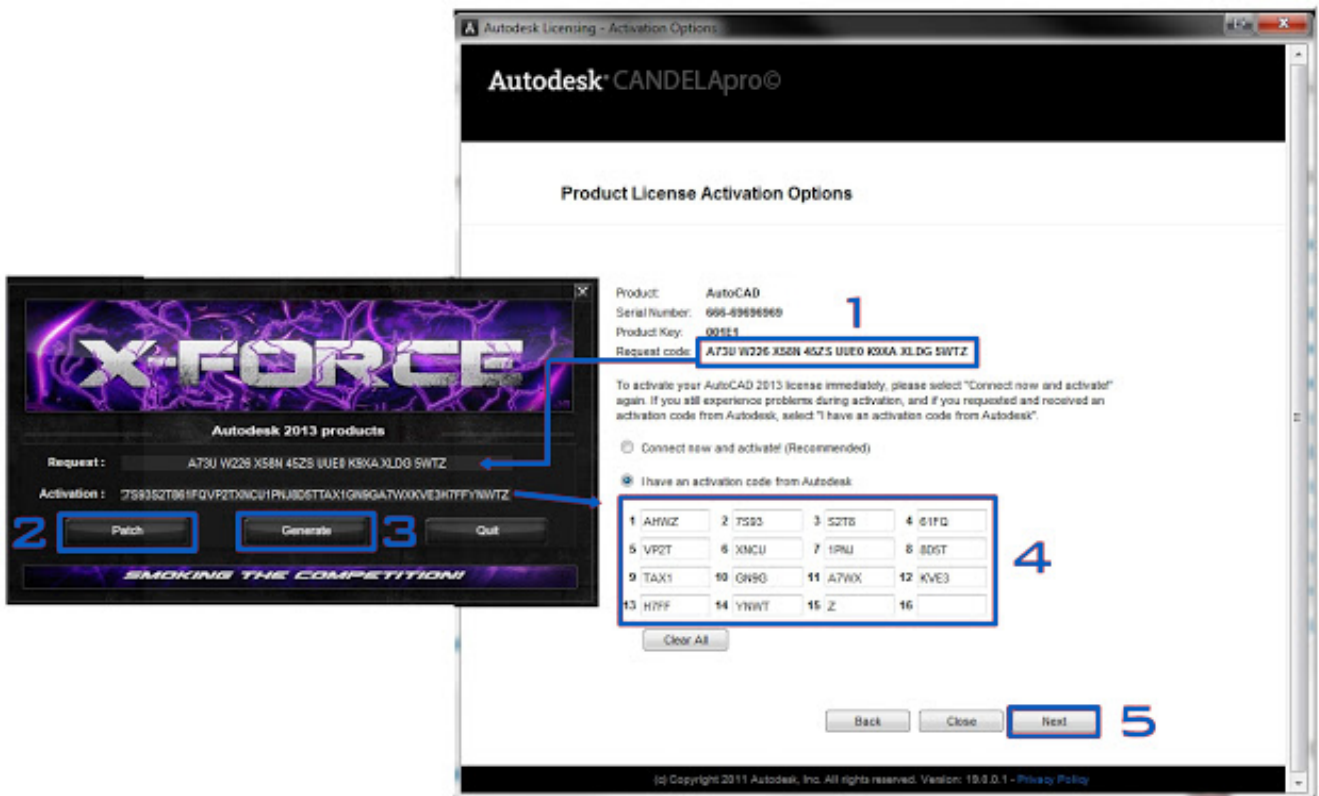 Autodesk Licensing - Activation Options
Autodesk CANDELApro©
Product License Activation Options
Product: AutoCAD
Serial Number: 666-69696969
Product Key: 001E1
Request code: A73U W226 X58N 45ZS UUE0 K9XA XLDG 5WTZ
1
To activate your AutoCAD 2013 license immediately, please select "Connect now and activate!"
again. If you still experience problems during activation, and if you requested and received an
activation code from Autodesk, select "I have an activation code from Autodesk".
Connect now and activate! (Recommended)
I have an activation code from Autodesk
1 AHWZ 2 7S93 3 S2T8 4 61FQ
5 VP2T 6 XNCU 7 1PNJ 8 8D5T
9 TAX1 10 GN9G 11 A7WX 12 KVE3
13 H7FF 14 YNWT 15 Z 16
4
Clear All
Back Close Next
5
(c) Copyright 2011 Autodesk, Inc. All rights reserved. Version: 19.0.0.1 - Privacy Policy
X-FORCE
Autodesk 2013 products
Request: A73U W226 X58N 45ZS UUE0 K9XA XLDG 5WTZ
Activation:
2 Patch Generate 3 Quit
SMOKING THE COMPETITION!